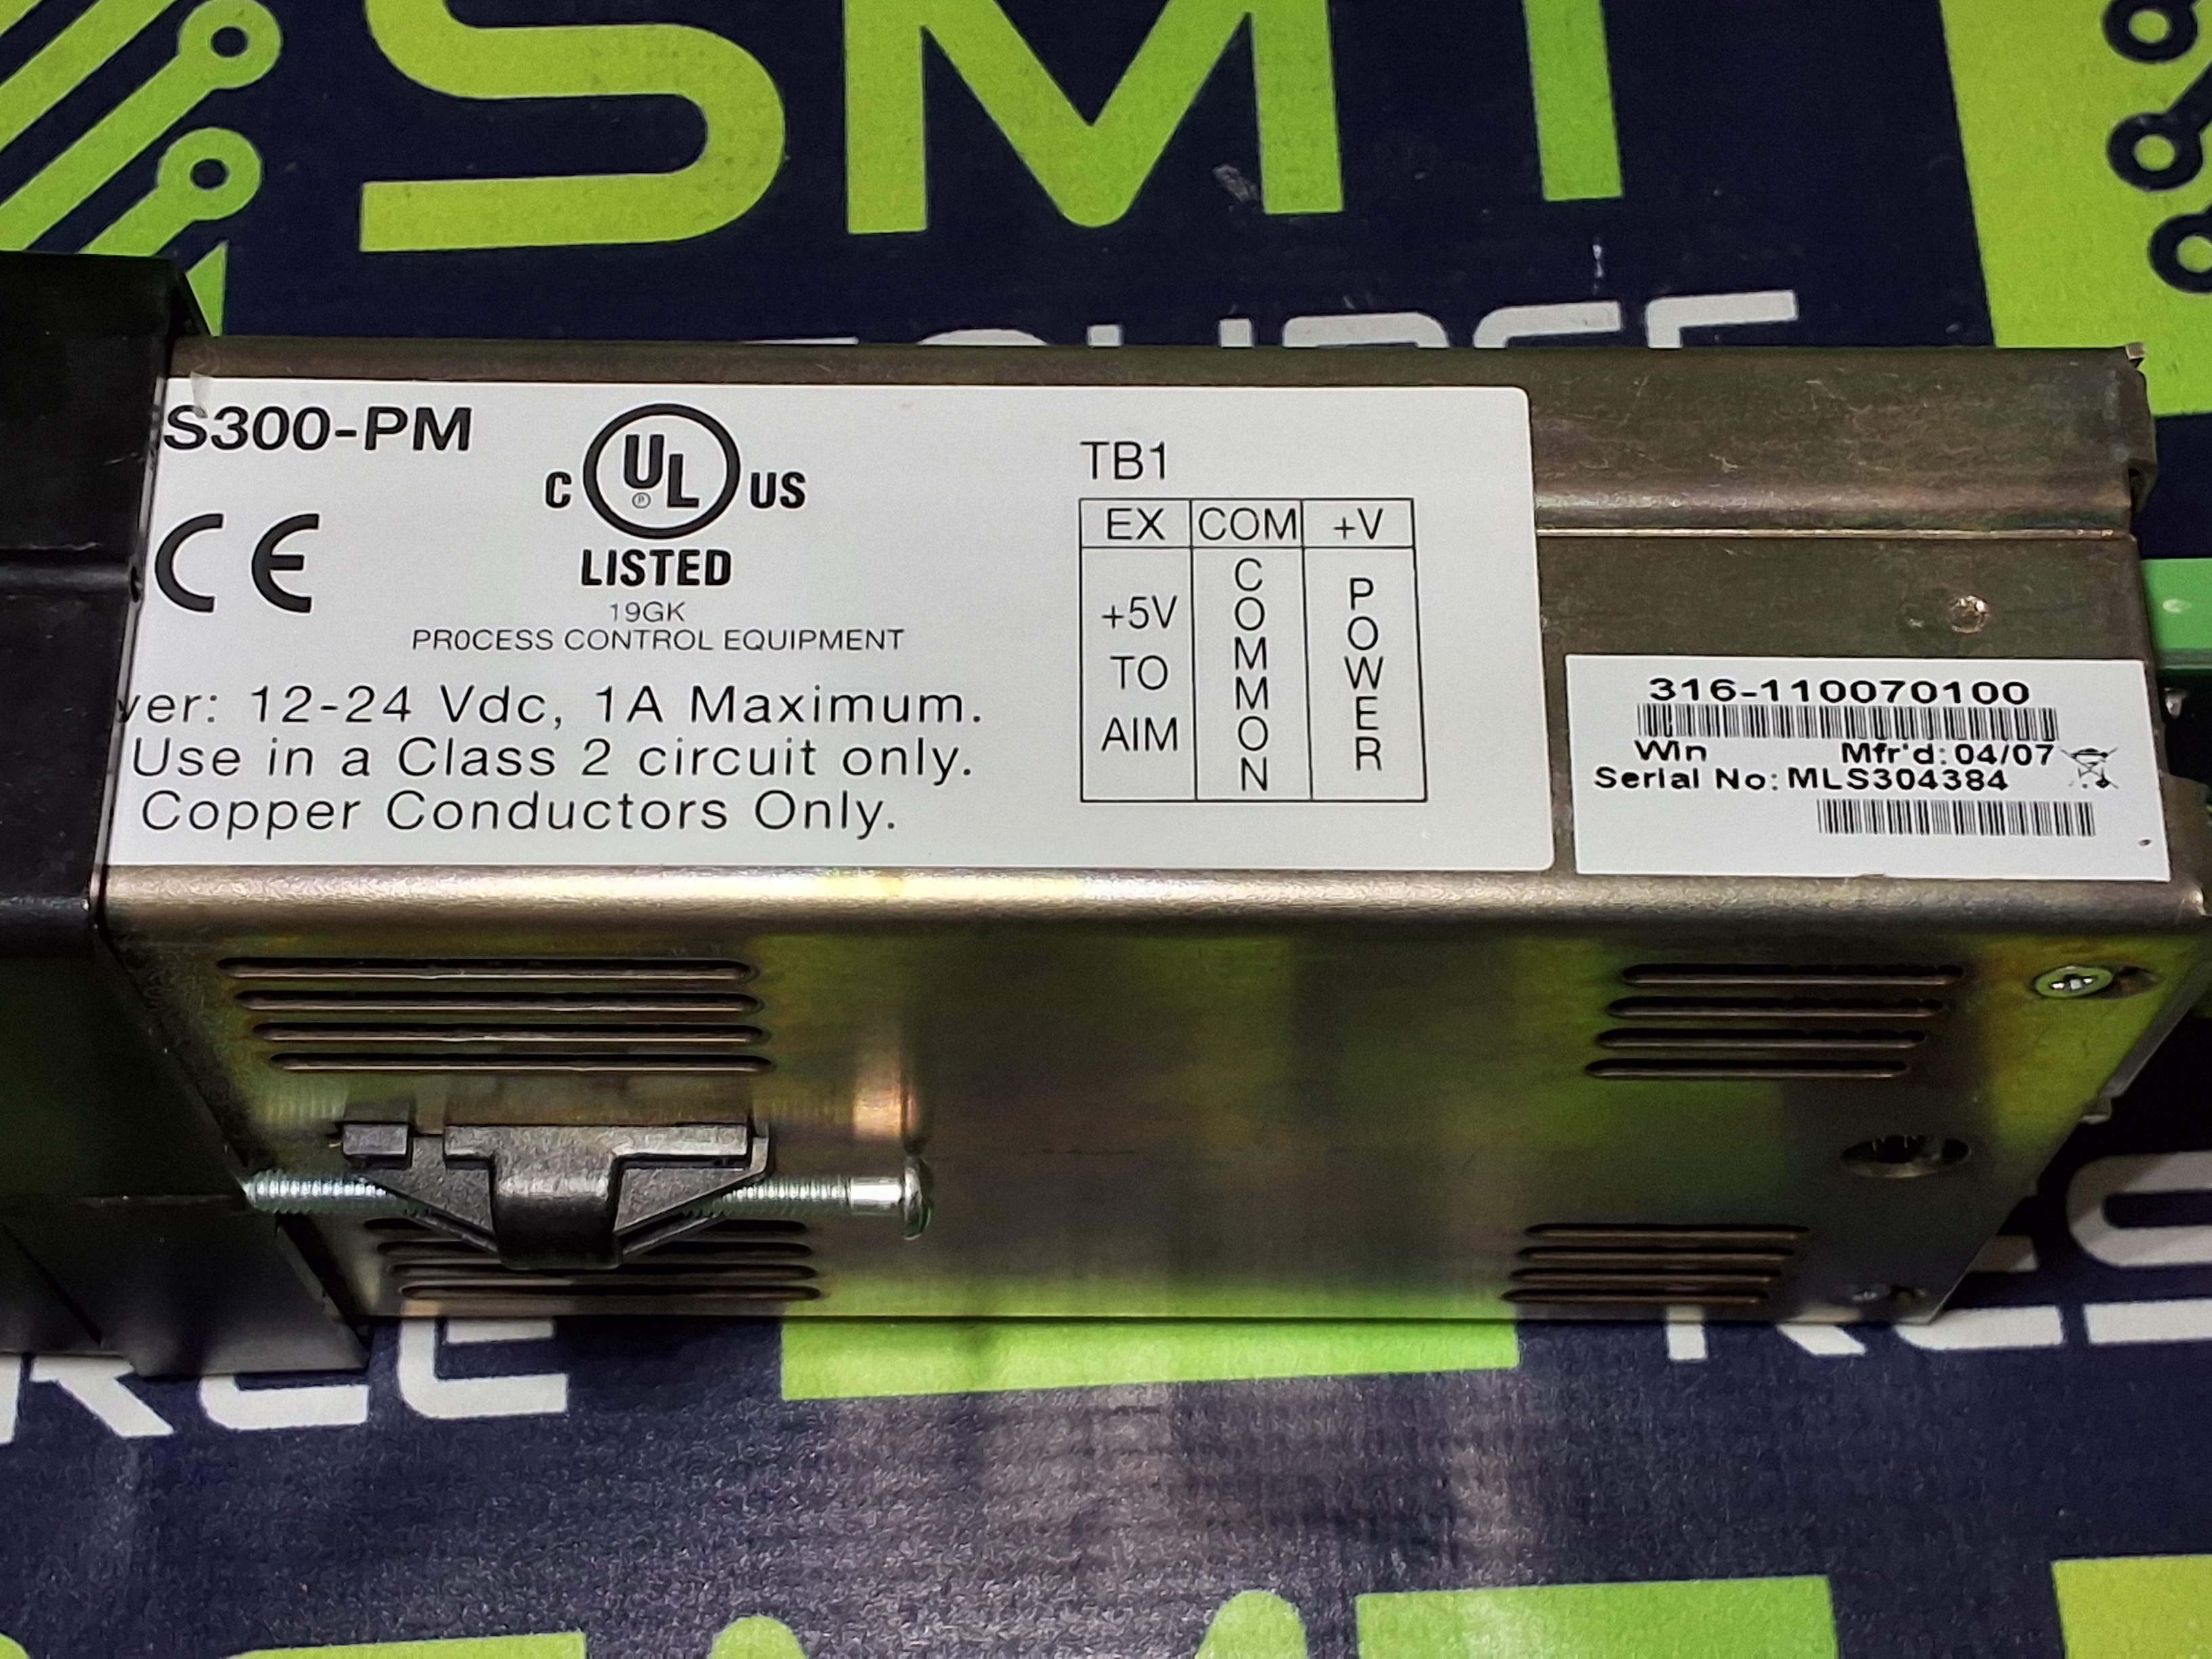 SMT
S300-PM
CE
C UL US
LISTED
19GK
PR0CESS CONTROL EQUIPMENT
er: 12-24 Vdc, 1A Maximum.
Use in a Class 2 circuit only.
Copper Conductors Only.
TB1
EX COM +V
+5V TO AIM
COMMON
POWER
316-110070100
Win Mfr'd: 04/07
Serial No: MLS304384